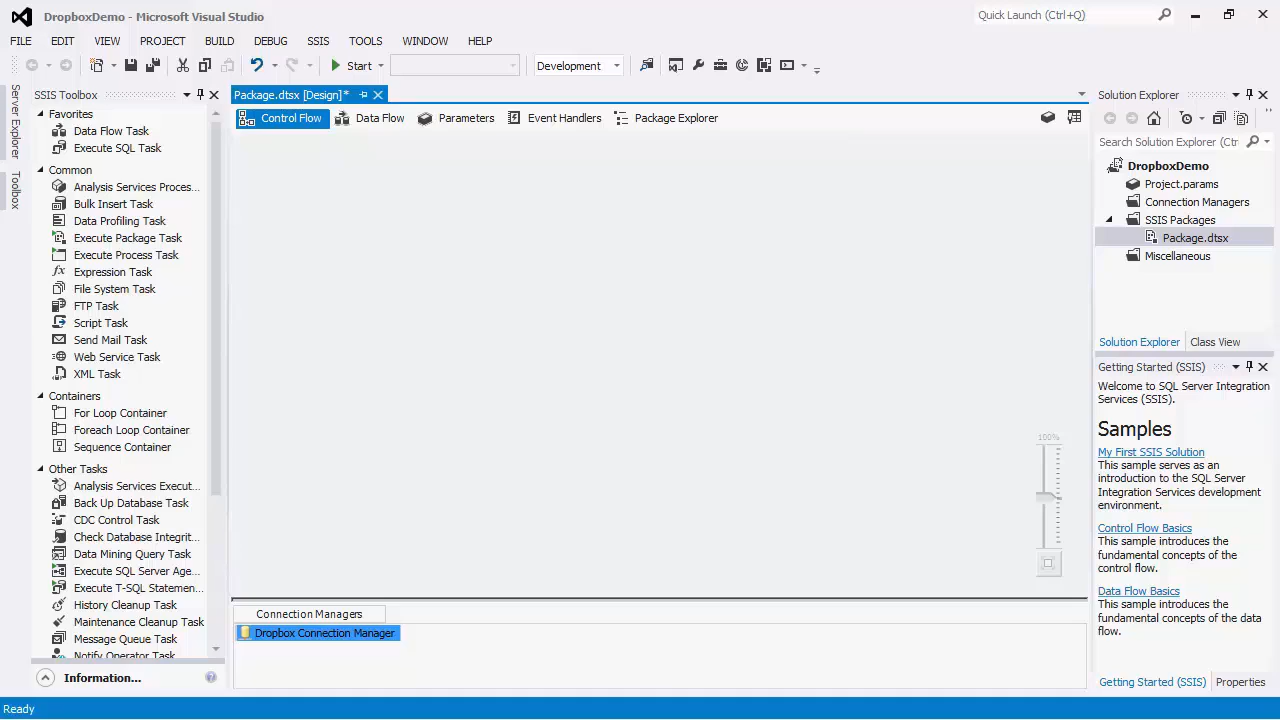 DropboxDemo - Microsoft Visual Studio
Quick Launch (Ctrl+Q)
FILE EDIT VIEW PROJECT BUILD DEBUG SSIS TOOLS WINDOW HELP
Start
Development
Server Explorer
Toolbox
SSIS Toolbox
Favorites
Data Flow Task
Execute SQL Task
Common
Analysis Services Proces...
Bulk Insert Task
Data Profiling Task
Execute Package Task
Execute Process Task
Expression Task
File System Task
FTP Task
Script Task
Send Mail Task
Web Service Task
XML Task
Containers
For Loop Container
Foreach Loop Container
Sequence Container
Other Tasks
Analysis Services Execut...
Back Up Database Task
CDC Control Task
Check Database Integrit...
Data Mining Query Task
Execute SQL Server Age...
Execute T-SQL Statemen...
History Cleanup Task
Maintenance Cleanup Task
Message Queue Task
Notify Operator Task
Information...
Package.dtsx [Design]*
Control Flow Data Flow Parameters Event Handlers Package Explorer
100%
Connection Managers
Dropbox Connection Manager
Solution Explorer
Search Solution Explorer (Ctr
DropboxDemo
Project.params
Connection Managers
SSIS Packages
Package.dtsx
Miscellaneous
Solution Explorer Class View
Getting Started (SSIS)
Welcome to SQL Server Integration
Services (SSIS).
Samples
My First SSIS Solution
This sample serves as an
introduction to the SQL Server
Integration Services development
environment.
Control Flow Basics
This sample introduces the
fundamental concepts of the
control flow.
Data Flow Basics
This sample introduces the
fundamental concepts of the data
flow.
Getting Started (SSIS) Properties
Ready